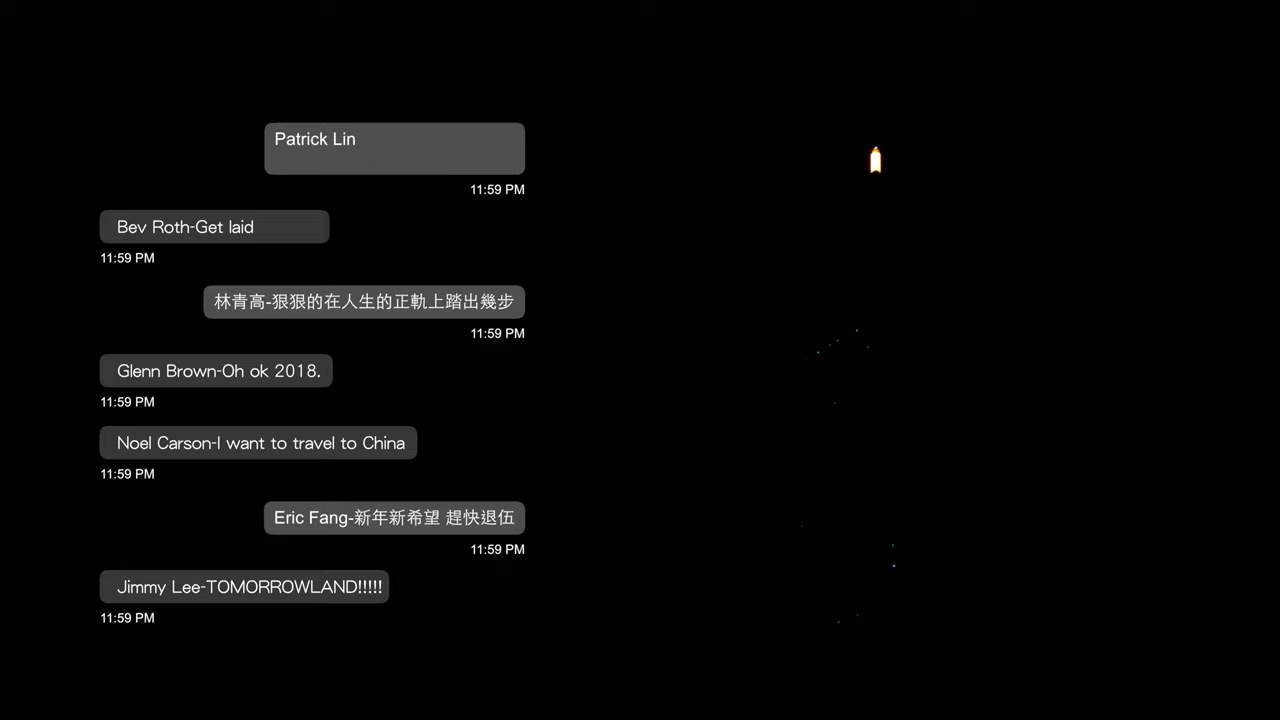 Patrick Lin
11:59 PM
Bev Roth-Get laid
11:59 PM
林青高-狠狠的在人生的正軌上踏出幾步
11:59 PM
Glenn Brown-Oh ok 2018.
11:59 PM
Noel Carson-I want to travel to China
11:59 PM
Eric Fang-新年新希望 趕快退伍
11:59 PM
Jimmy Lee-TOMORROWLAND!!!!!
11:59 PM